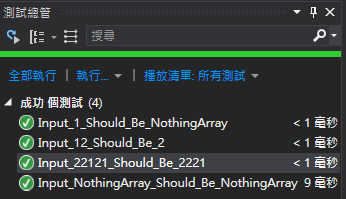 測試總管
搜尋
全部執行 | 執行... | 播放清單: 所有測試
成功 個測試 (4)
Input_1_Should_Be_NothingArray < 1 毫秒
Input_12_Should_Be_2 < 1 毫秒
Input_22121_Should_Be_2221 < 1 毫秒
Input_NothingArray_Should_Be_NothingArray 9 毫秒